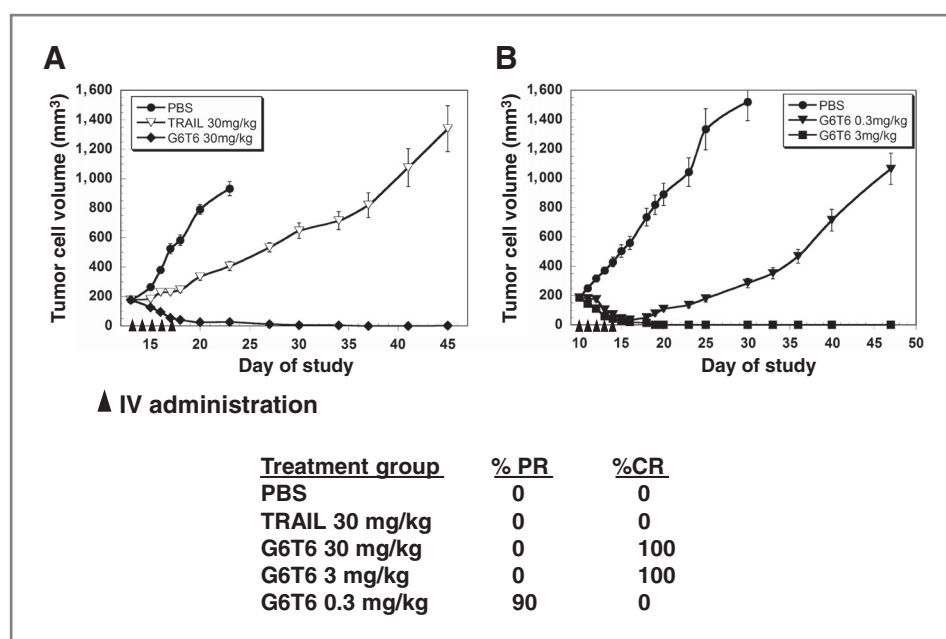 A
1,600
1,400
1,200
1,000
800
600
400
200
0
Tumor cell volume (mm³)
PBS
TRAIL 30mg/kg
G6T6 30mg/kg
15 20 25 30 35 40 45
Day of study
B
1,600
1,400
1,200
1,000
800
600
400
200
0
Tumor cell volume (mm³)
PBS
G6T6 0.3mg/kg
G6T6 3mg/kg
10 15 20 25 30 35 40 45 50
Day of study
IV administration
Treatment group % PR %CR
PBS 0 0
TRAIL 30 mg/kg 0 0
G6T6 30 mg/kg 0 100
G6T6 3 mg/kg 0 100
G6T6 0.3 mg/kg 90 0